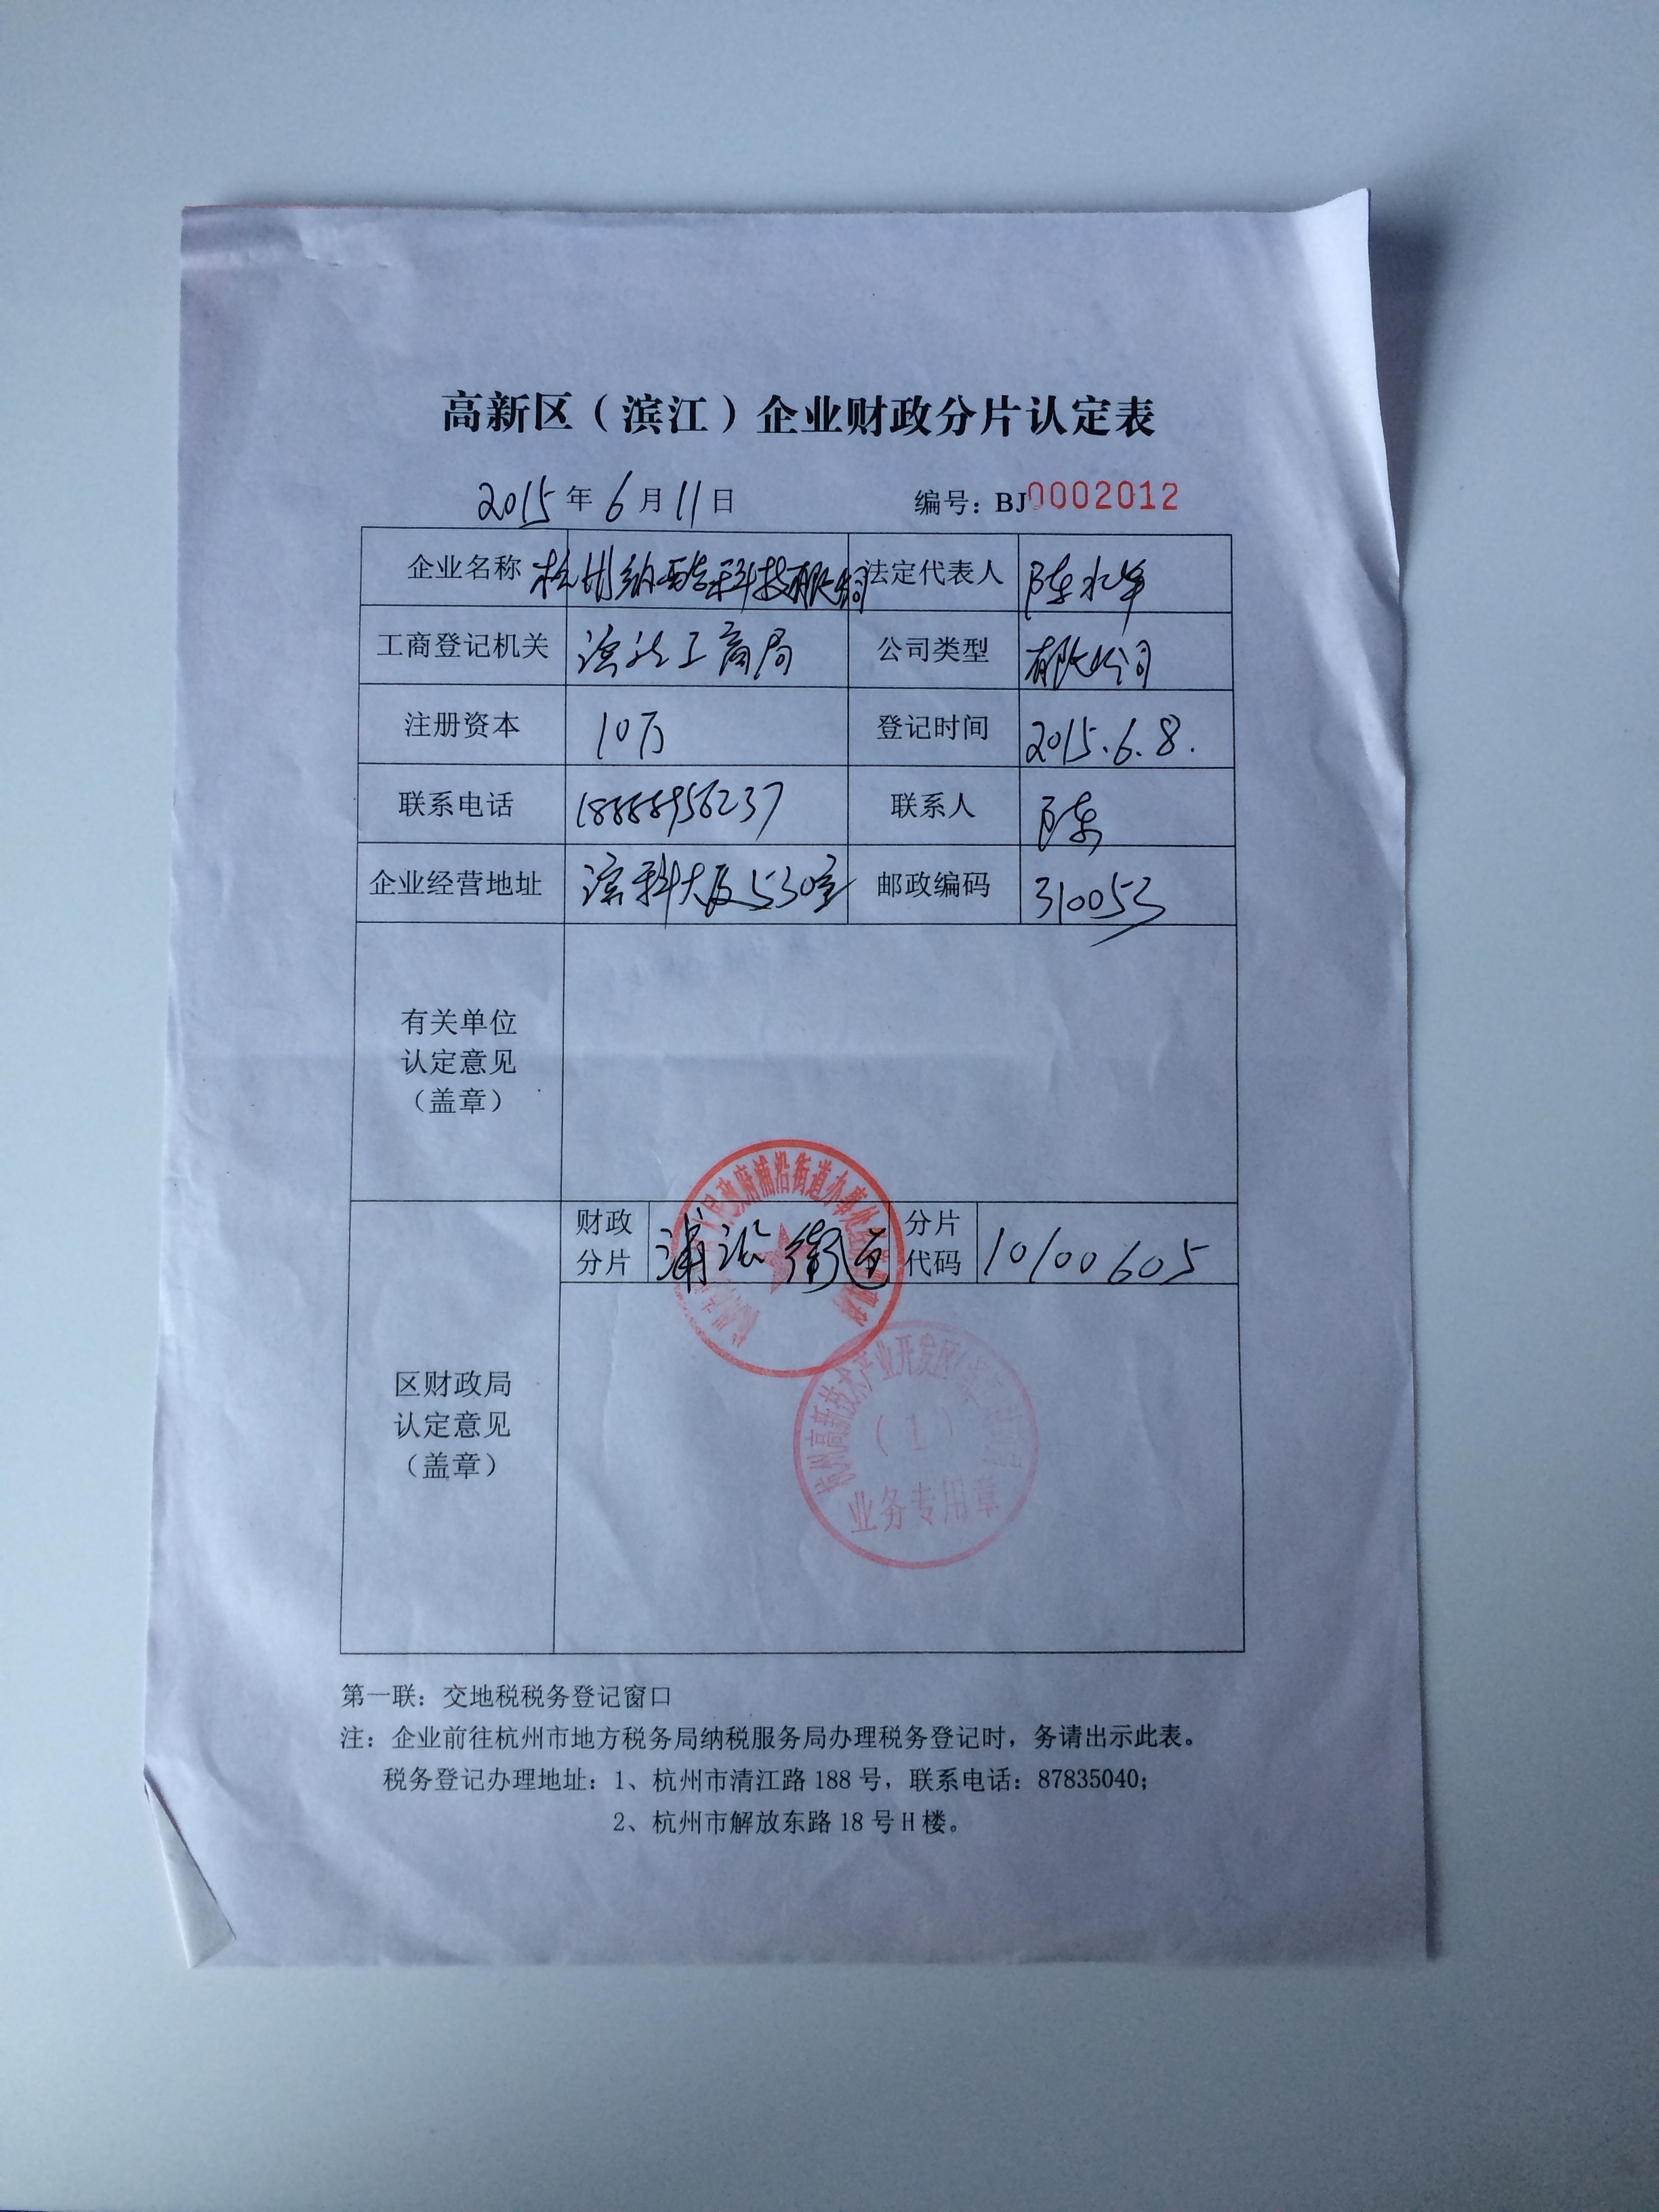 高新区（滨江）企业财政分片认定表
2015年6月11日 编号：BJ0002012
企业名称 杭州纳酷科技有限公司 法定代表人 陈水华
工商登记机关 滨江工商局 公司类型 有限公司
注册资本 10万 登记时间 2015.6.8.
联系电话 18888956237 联系人 陈
企业经营地址 滨科大厦530室 邮政编码 310053
有关单位
认定意见
（盖章）
民政府浦沿街道办事处
财政分片 浦沿街道 分片代码 10100605
区财政局
认定意见
（盖章）
杭州高新技术产业开发区
（1）
业务专用章
第一联：交地税税务登记窗口
注：企业前往杭州市地方税务局纳税服务局办理税务登记时，务请出示此表。
税务登记办理地址：1、杭州市清江路188号，联系电话：87835040；
2、杭州市解放东路18号H楼。